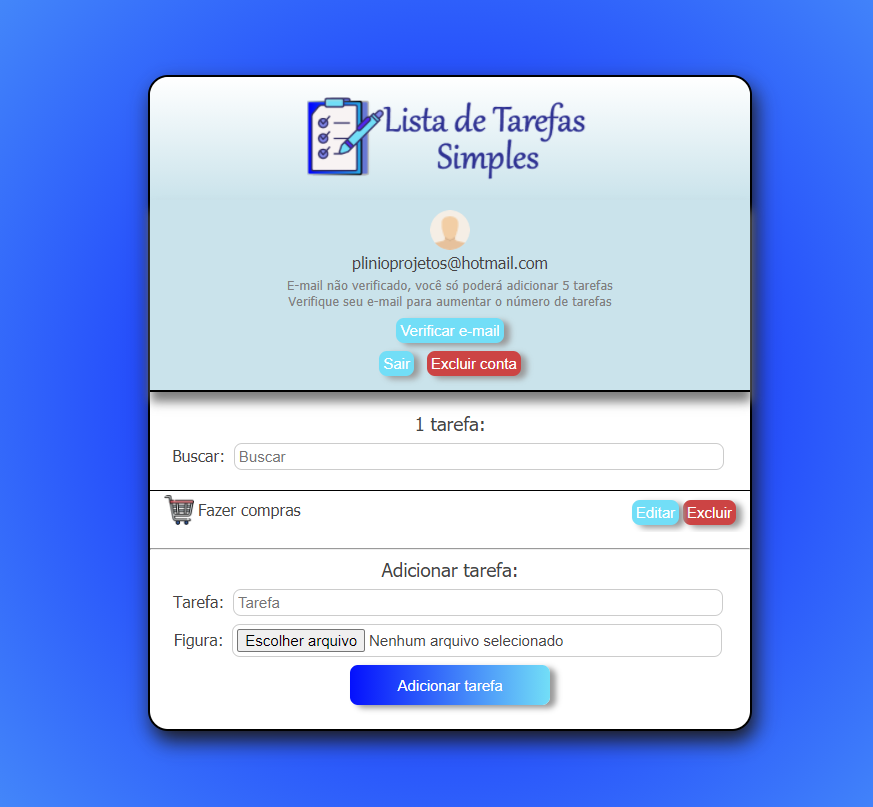 Lista de Tarefas
Simples
plinioprojetos@hotmail.com
E-mail não verificado, você só poderá adicionar 5 tarefas
Verifique seu e-mail para aumentar o número de tarefas
Verificar e-mail
Sair Excluir conta
1 tarefa:
Buscar: Buscar
Fazer compras Editar Excluir
Adicionar tarefa:
Tarefa: Tarefa
Figura: Escolher arquivo Nenhum arquivo selecionado
Adicionar tarefa